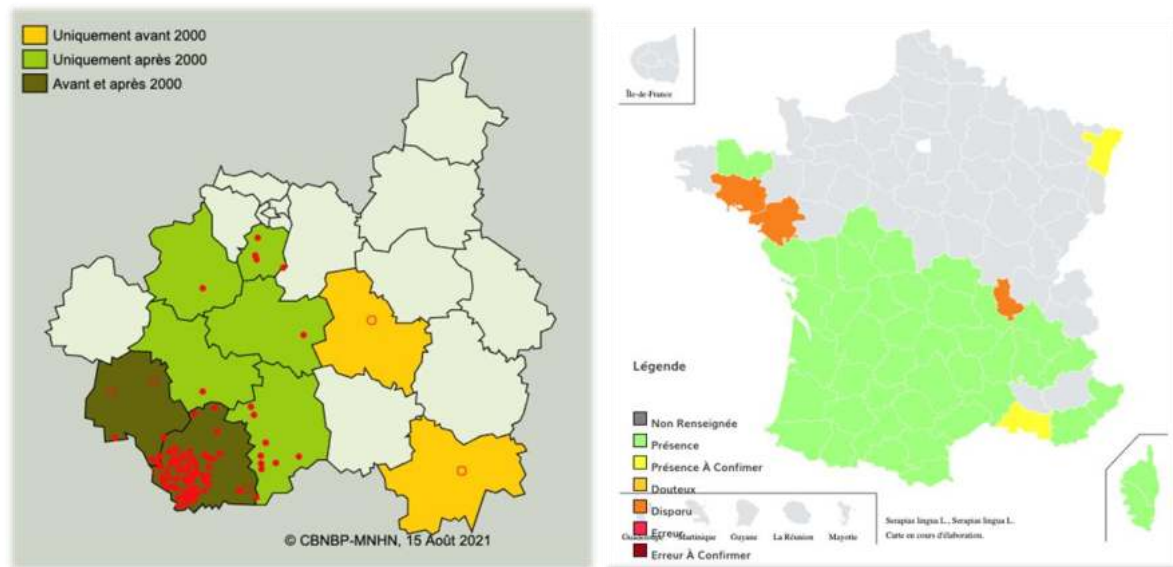 Uniquement avant 2000
Uniquement après 2000
Avant et après 2000
© CBNBP-MNHN, 15 Août 2021
Île-de-France
Légende
Non Renseignée
Présence
Présence À Confimer
Douteux
Disparu
Erreur
Erreur À Confirmer
Martinique
Guyane
La Réunion
Mayotte
Serapias lingua L., Serapias lingua L.
Carte en cours d'élaboration.